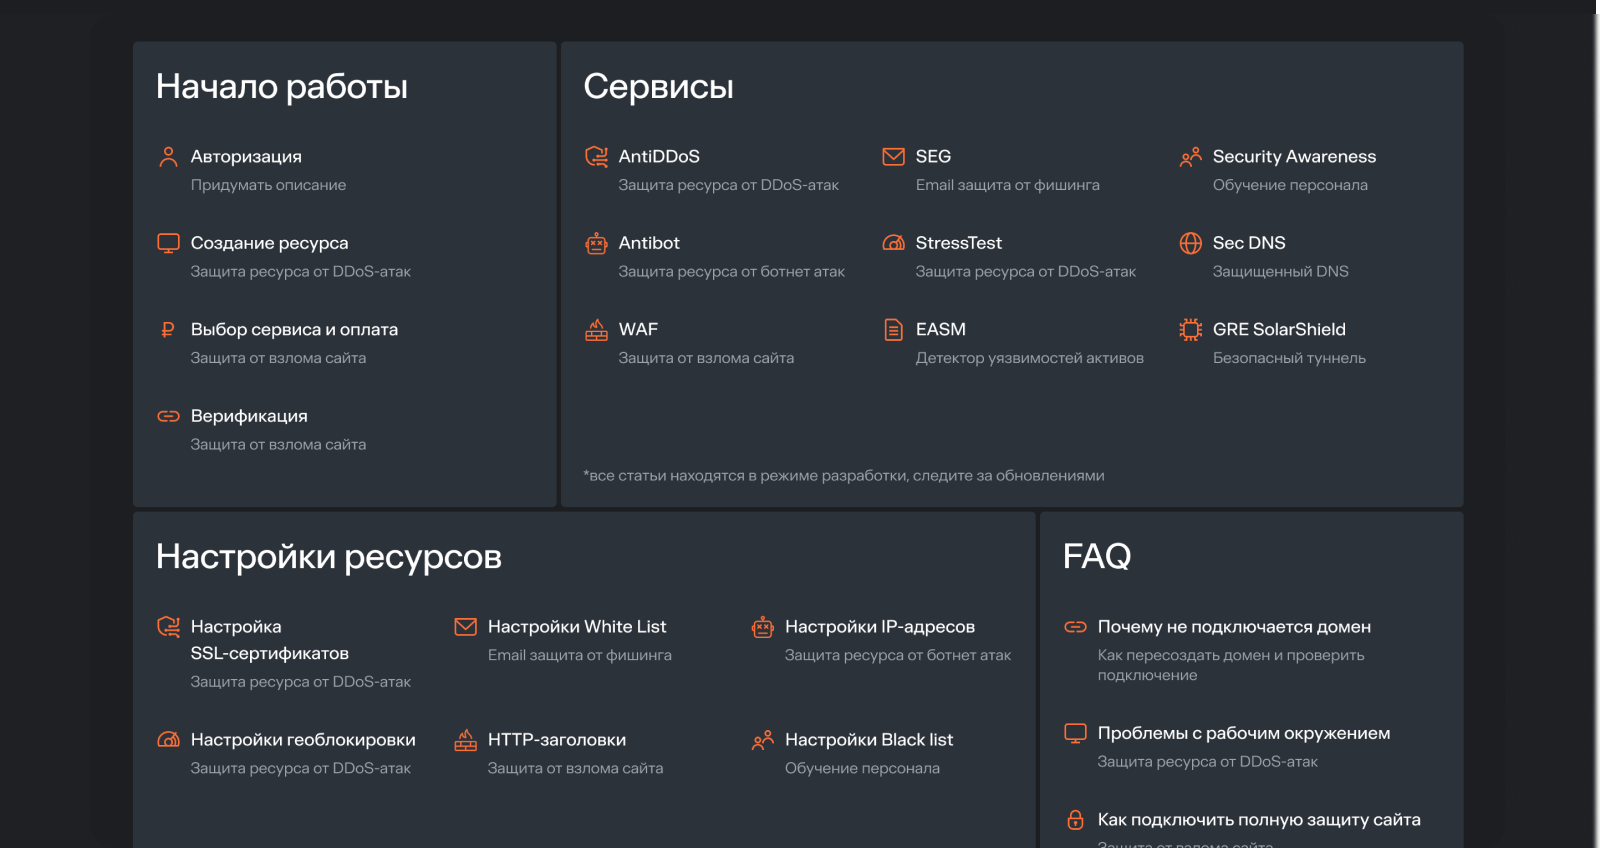 Начало работы
Авторизация
Придумать описание
Создание ресурса
Защита ресурса от DDoS-атак
Выбор сервиса и оплата
Защита от взлома сайта
Верификация
Защита от взлома сайта
Сервисы
AntiDDoS
Защита ресурса от DDoS-атак
SEG
Email защита от фишинга
Security Awareness
Обучение персонала
Antibot
Защита ресурса от ботнет атак
StressTest
Защита ресурса от DDoS-атак
Sec DNS
Защищенный DNS
WAF
Защита от взлома сайта
EASM
Детектор уязвимостей активов
GRE SolarShield
Безопасный туннель
*все статьи находятся в режиме разработки, следите за обновлениями
Настройки ресурсов
Настройка
SSL-сертификатов
Защита ресурса от DDoS-атак
Настройки White List
Email защита от фишинга
Настройки IP-адресов
Защита ресурса от ботнет атак
Настройки геоблокировки
Защита ресурса от DDoS-атак
HTTP-заголовки
Защита от взлома сайта
Настройки Black list
Обучение персонала
FAQ
Почему не подключается домен
Как пересоздать домен и проверить
подключение
Проблемы с рабочим окружением
Защита ресурса от DDoS-атак
Как подключить полную защиту сайта
Защита от взлома сайта